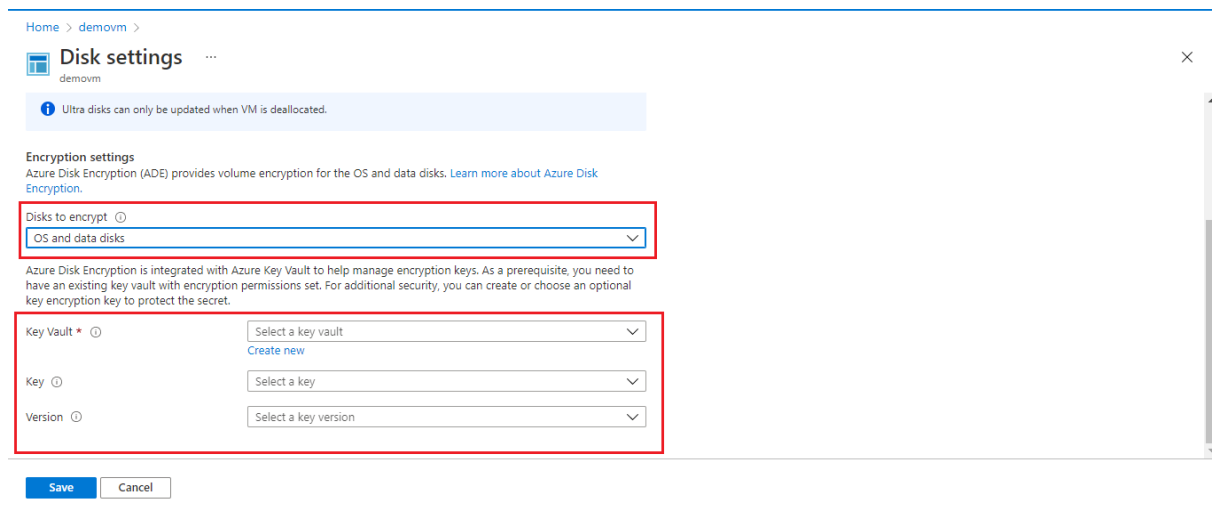 Home > demovm >
Disk settings ...
demovm
Ultra disks can only be updated when VM is deallocated.
Encryption settings
Azure Disk Encryption (ADE) provides volume encryption for the OS and data disks. Learn more about Azure Disk
Encryption.
Disks to encrypt
OS and data disks
Azure Disk Encryption is integrated with Azure Key Vault to help manage encryption keys. As a prerequisite, you need to
have an existing key vault with encryption permissions set. For additional security, you can create or choose an optional
key encryption key to protect the secret.
Key Vault * Select a key vault
Create new
Key Select a key
Version Select a key version
Save Cancel